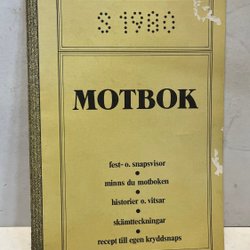 S 1980
MOTBOK
fest- o. snapsvisor
minns du motboken
historier o. vitsar
skämtteckningar
recept till egen kryddsnaps